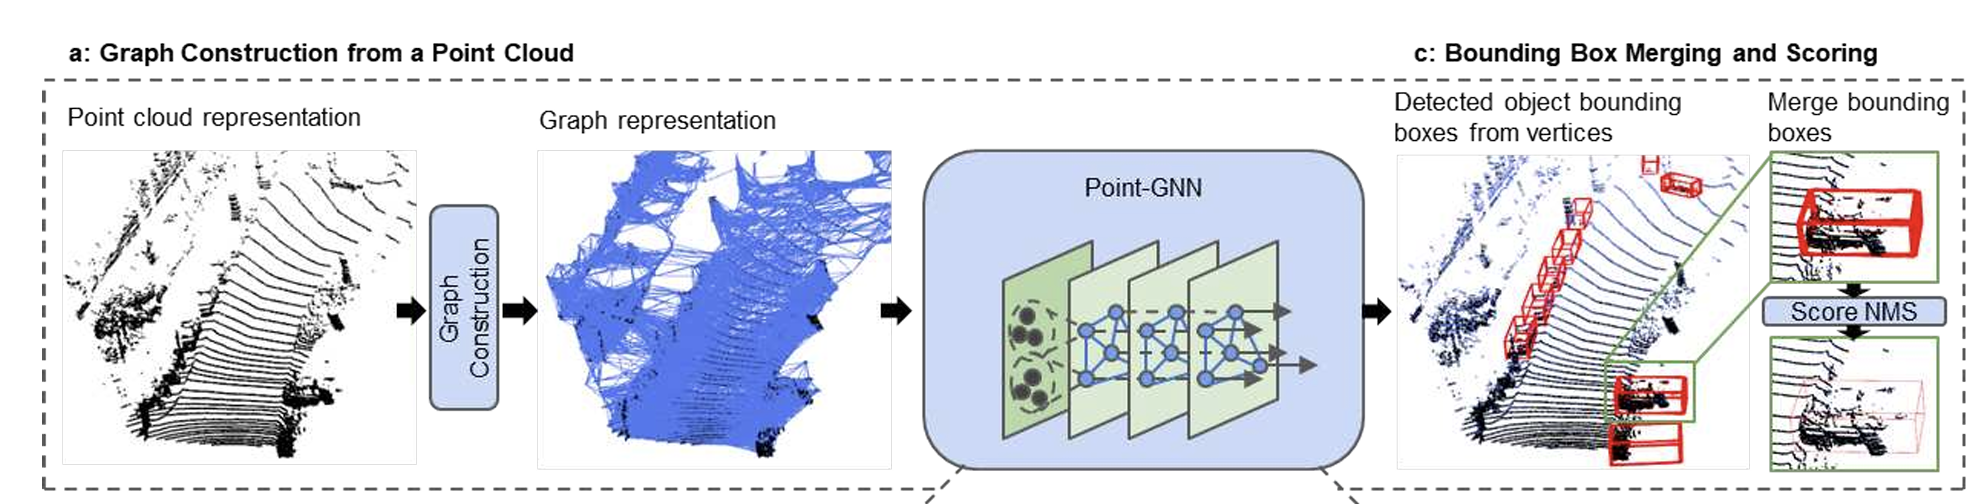 a: Graph Construction from a Point Cloud
c: Bounding Box Merging and Scoring
Point cloud representation
Graph representation
Detected object bounding
boxes from vertices
Merge bounding
boxes
Graph
Construction
Point-GNN
Score NMS